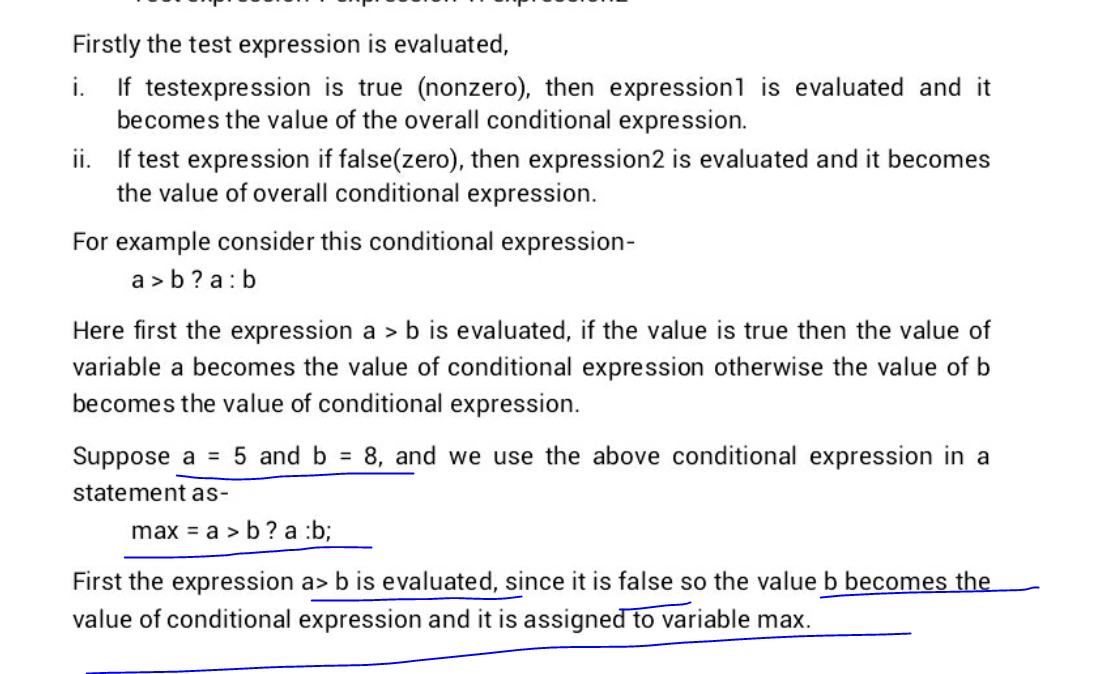 Firstly the test expression is evaluated,
i. If testexpression is true (nonzero), then expression1 is evaluated and it
becomes the value of the overall conditional expression.
ii. If test expression if false(zero), then expression2 is evaluated and it becomes
the value of overall conditional expression.
For example consider this conditional expression-
a > b ? a : b
Here first the expression a > b is evaluated, if the value is true then the value of
variable a becomes the value of conditional expression otherwise the value of b
becomes the value of conditional expression.
Suppose a = 5 and b = 8, and we use the above conditional expression in a
statement as-
max = a > b ? a :b;
First the expression a> b is evaluated, since it is false so the value b becomes the
value of conditional expression and it is assigned to variable max.